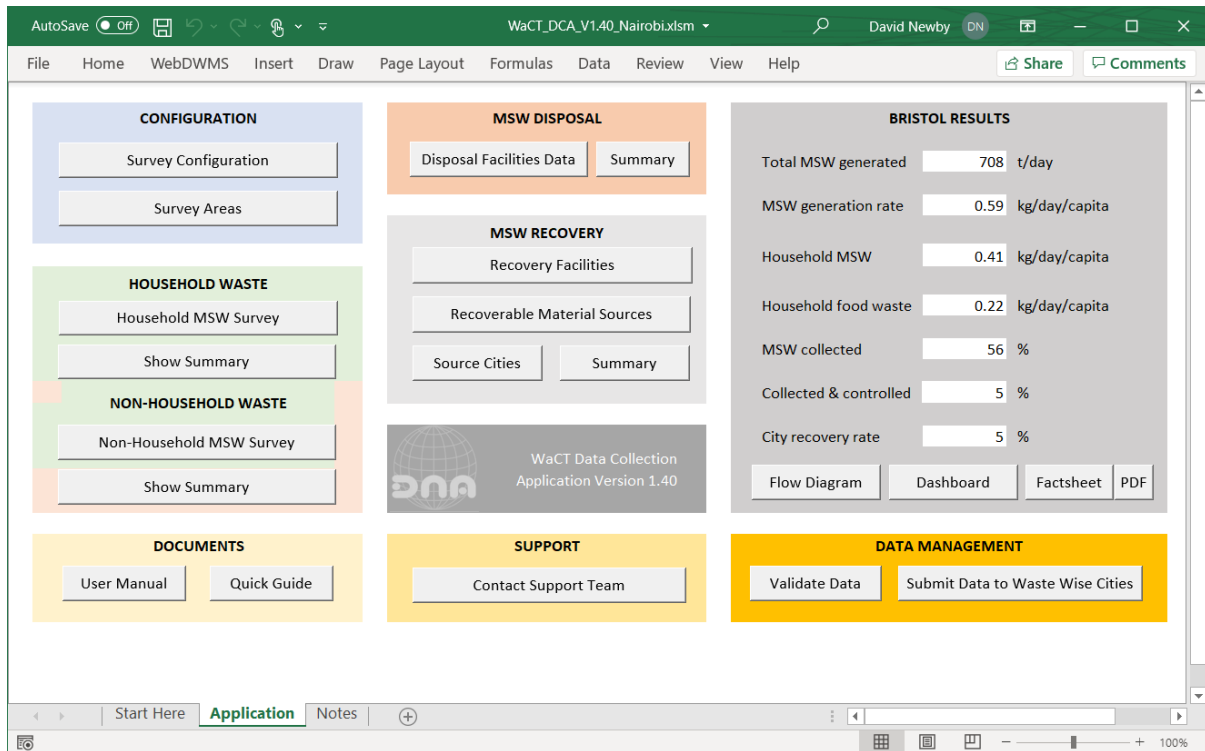 AutoSave Off WaCT_DCA_V1.40_Nairobi.xlsm David Newby DN
File Home WebDWMS Insert Draw Page Layout Formulas Data Review View Help Share Comments
CONFIGURATION
Survey Configuration
Survey Areas
HOUSEHOLD WASTE
Household MSW Survey
Show Summary
NON-HOUSEHOLD WASTE
Non-Household MSW Survey
Show Summary
MSW DISPOSAL
Disposal Facilities Data Summary
MSW RECOVERY
Recovery Facilities
Recoverable Material Sources
Source Cities Summary
DNA
WaCT Data Collection
Application Version 1.40
BRISTOL RESULTS
Total MSW generated 708 t/day
MSW generation rate 0.59 kg/day/capita
Household MSW 0.41 kg/day/capita
Household food waste 0.22 kg/day/capita
MSW collected 56 %
Collected & controlled 5 %
City recovery rate 5 %
Flow Diagram Dashboard Factsheet PDF
DOCUMENTS
User Manual Quick Guide
SUPPORT
Contact Support Team
DATA MANAGEMENT
Validate Data Submit Data to Waste Wise Cities
Start Here Application Notes
100%